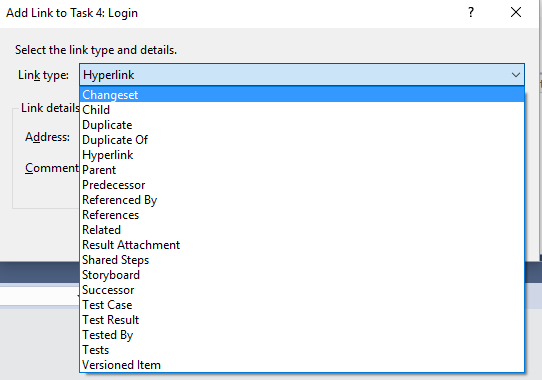 Add Link to Task 4: Login
?
Select the link type and details.
Link type: Hyperlink
Changeset
Link details
Child
Duplicate
Address:
Duplicate Of
Hyperlink
Comment
Parent
Predecessor
Referenced By
References
Related
Result Attachment
Shared Steps
Storyboard
Successor
Test Case
Test Result
Tested By
Tests
Versioned Item